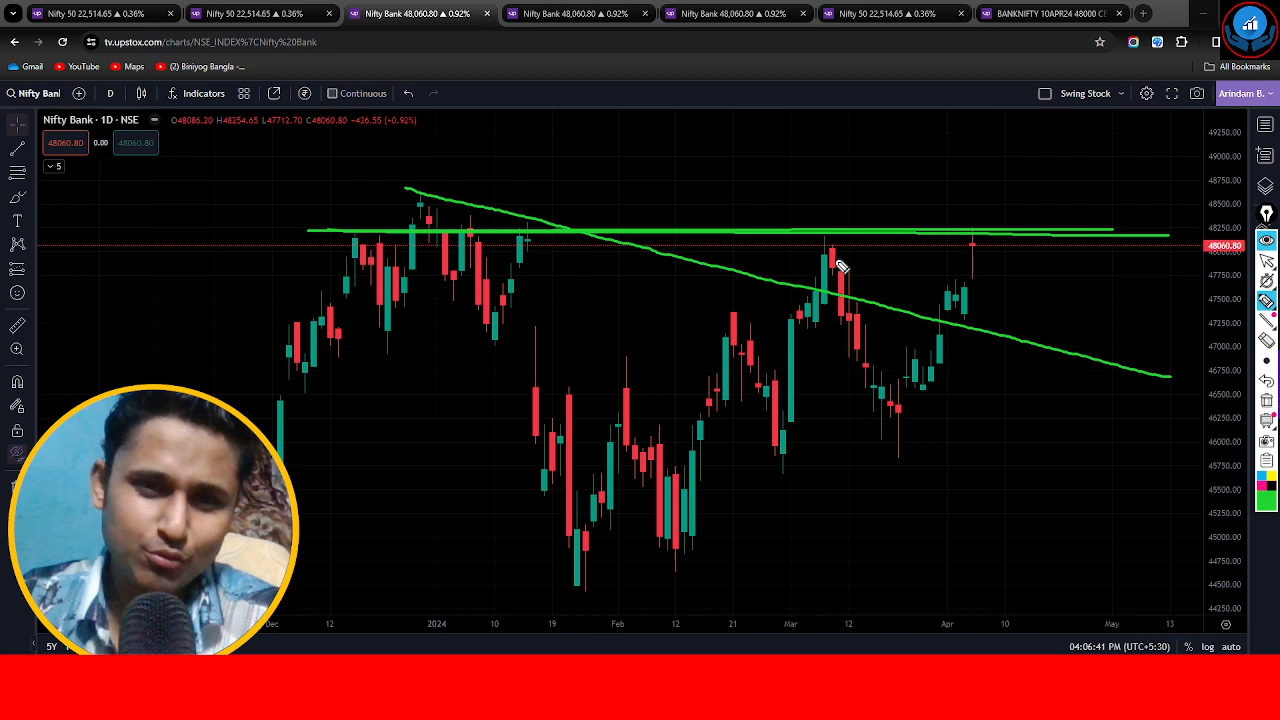 Nifty 50 22,514.65 ▲ 0.36%
Nifty 50 22,514.65 ▲ 0.36%
Nifty Bank 48,060.80 ▲ 0.92%
Nifty Bank 48,060.80 ▲ 0.92%
Nifty Bank 48,060.80 ▲ 0.92%
Nifty 50 22,514.65 ▲ 0.36%
BANKNIFTY 10APR24 48000 CE
tv.upstox.com/charts/NSE_INDEX%7CNifty%20Bank
Gmail YouTube Maps (2) Biniyog Bangla -... All Bookmarks
Nifty Banl D Indicators Continuous Swing Stock Arindam B.
Nifty Bank · 1D · NSE O48086.20 H48254.65 L47712.70 C48060.80 −436.55 (+0.92%)
48060.80 0.00 48060.80
5
49250.00
49000.00
48750.00
48500.00
48250.00
48060.80
48000.00
47750.00
47500.00
47250.00
47000.00
46750.00
46500.00
46250.00
46000.00
45750.00
45500.00
45250.00
45000.00
44750.00
44500.00
44250.00
Dec 12 2024 10 19 Feb 12 21 Mar 12 Apr 10 May 13
5Y 04:06:41 PM (UTC+5:30) % log auto